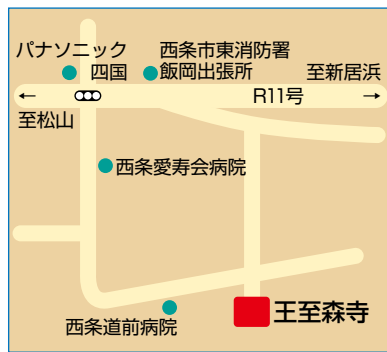 パナソニック
四国
西条市東消防署
飯岡出張所
至新居浜
←
R11号
→
至松山
西条愛寿会病院
王至森寺
西条道前病院